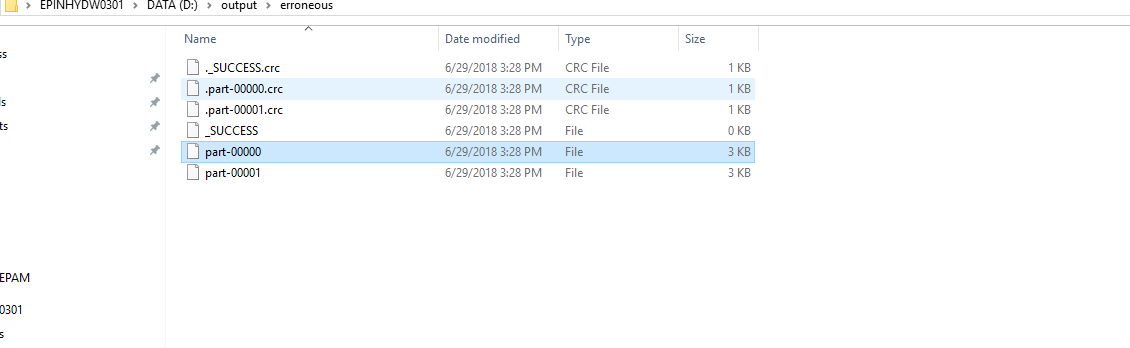 EPINHYDW0301 > DATA (D:) > output > erroneous
Name Date modified Type Size
._SUCCESS.crc 6/29/2018 3:28 PM CRC File 1 KB
.part-00000.crc 6/29/2018 3:28 PM CRC File 1 KB
.part-00001.crc 6/29/2018 3:28 PM CRC File 1 KB
_SUCCESS 6/29/2018 3:28 PM File 0 KB
part-00000 6/29/2018 3:28 PM File 3 KB
part-00001 6/29/2018 3:28 PM File 3 KB
ss
ls
ts
EPAM
0301
s